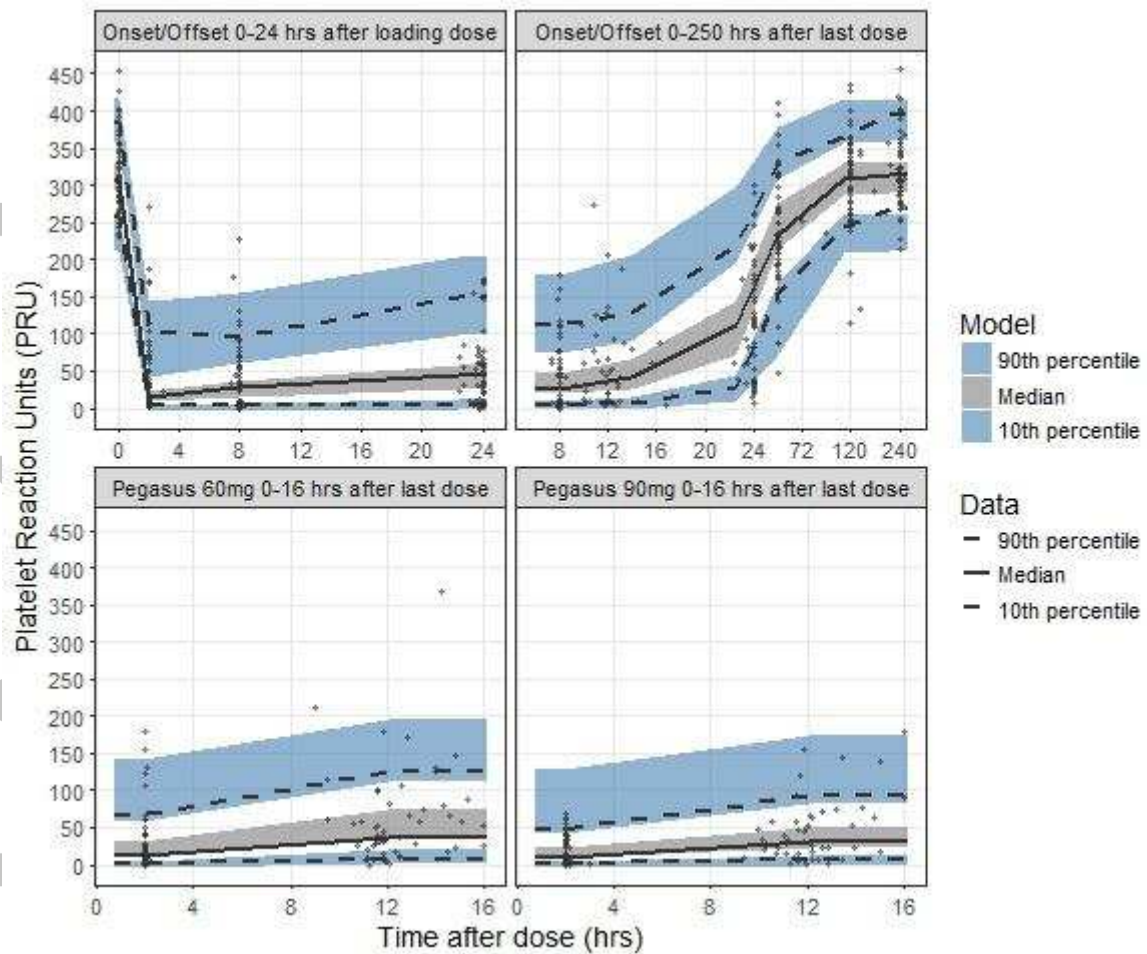 Onset/Offset 0-24 hrs after loading dose
Onset/Offset 0-250 hrs after last dose
450
400
350
300
250
200
150
100
50
0
0 4 8 12 16 20 24
8 12 16 20 24 72 120 240
Pegasus 60mg 0-16 hrs after last dose
Pegasus 90mg 0-16 hrs after last dose
450
400
350
300
250
200
150
100
50
0
0 4 8 12 16
0 4 8 12 16
Platelet Reaction Units (PRU)
Time after dose (hrs)
Model
90th percentile
Median
10th percentile
Data
90th percentile
Median
10th percentile